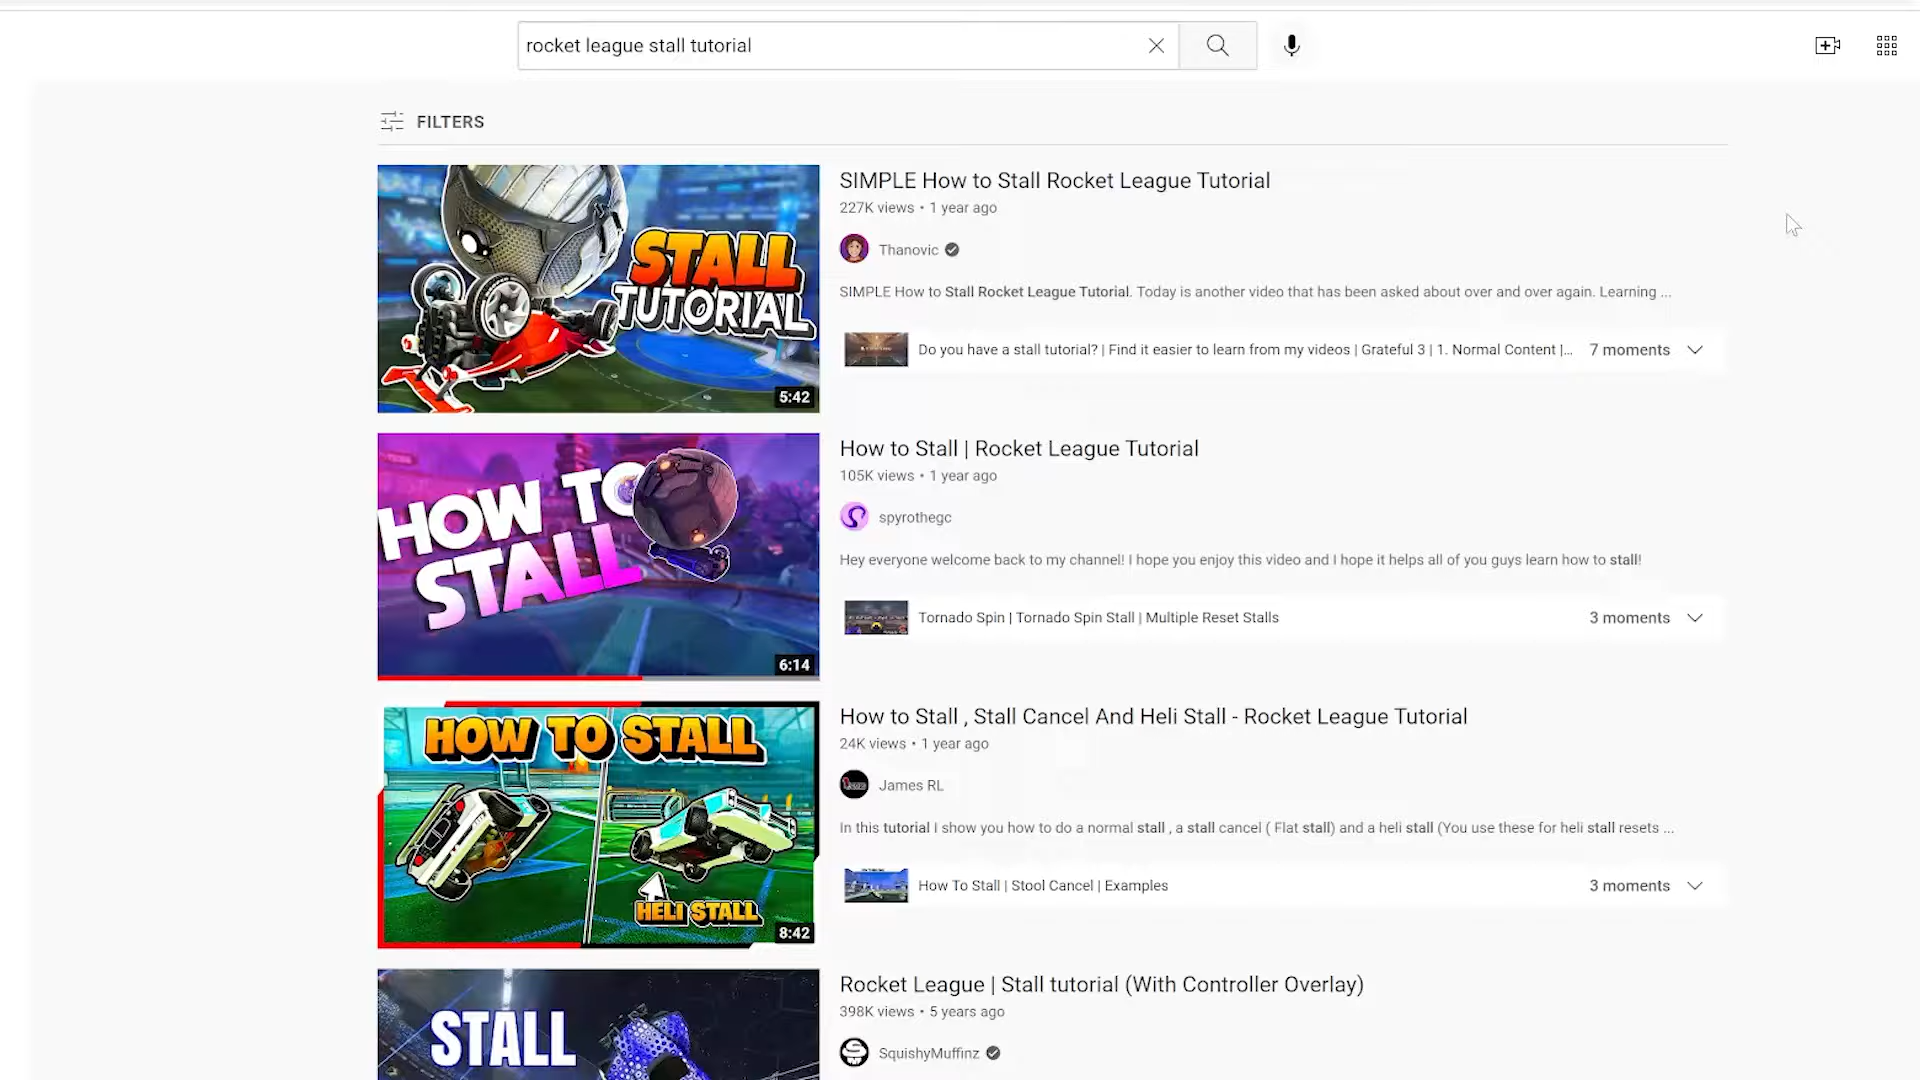 rocket league stall tutorial
FILTERS
STALL
TUTORIAL
5:42
SIMPLE How to Stall Rocket League Tutorial
227K views • 1 year ago
Thanovic
SIMPLE How to Stall Rocket League Tutorial. Today is another video that has been asked about over and over again. Learning ...
Do you have a stall tutorial? | Find it easier to learn from my videos | Grateful 3 | 1. Normal Content |...
7 moments
HOW TO
STALL
6:14
How to Stall | Rocket League Tutorial
105K views • 1 year ago
spyrothegc
Hey everyone welcome back to my channel! I hope you enjoy this video and I hope it helps all of you guys learn how to stall!
Tornado Spin | Tornado Spin Stall | Multiple Reset Stalls
3 moments
HOW TO STALL
HELI STALL
8:42
How to Stall , Stall Cancel And Heli Stall - Rocket League Tutorial
24K views • 1 year ago
James RL
In this tutorial I show you how to do a normal stall , a stall cancel ( Flat stall) and a heli stall (You use these for heli stall resets ...
How To Stall | Stool Cancel | Examples
3 moments
STALL
Rocket League | Stall tutorial (With Controller Overlay)
398K views • 5 years ago
SquishyMuffinz